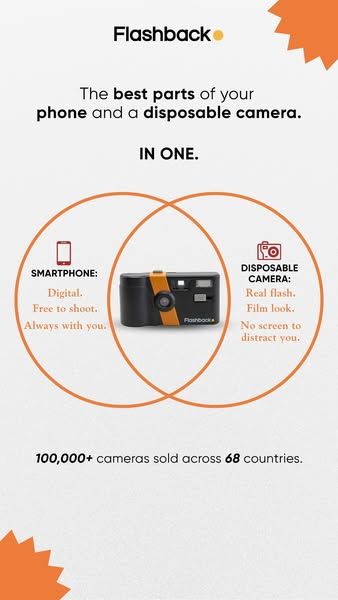 Flashback
The best parts of your
phone and a disposable camera.
IN ONE.
SMARTPHONE:
Digital.
Free to shoot.
Always with you.
Flashback
DISPOSABLE
CAMERA:
Real flash.
Film look.
No screen to
distract you.
100,000+ cameras sold across 68 countries.